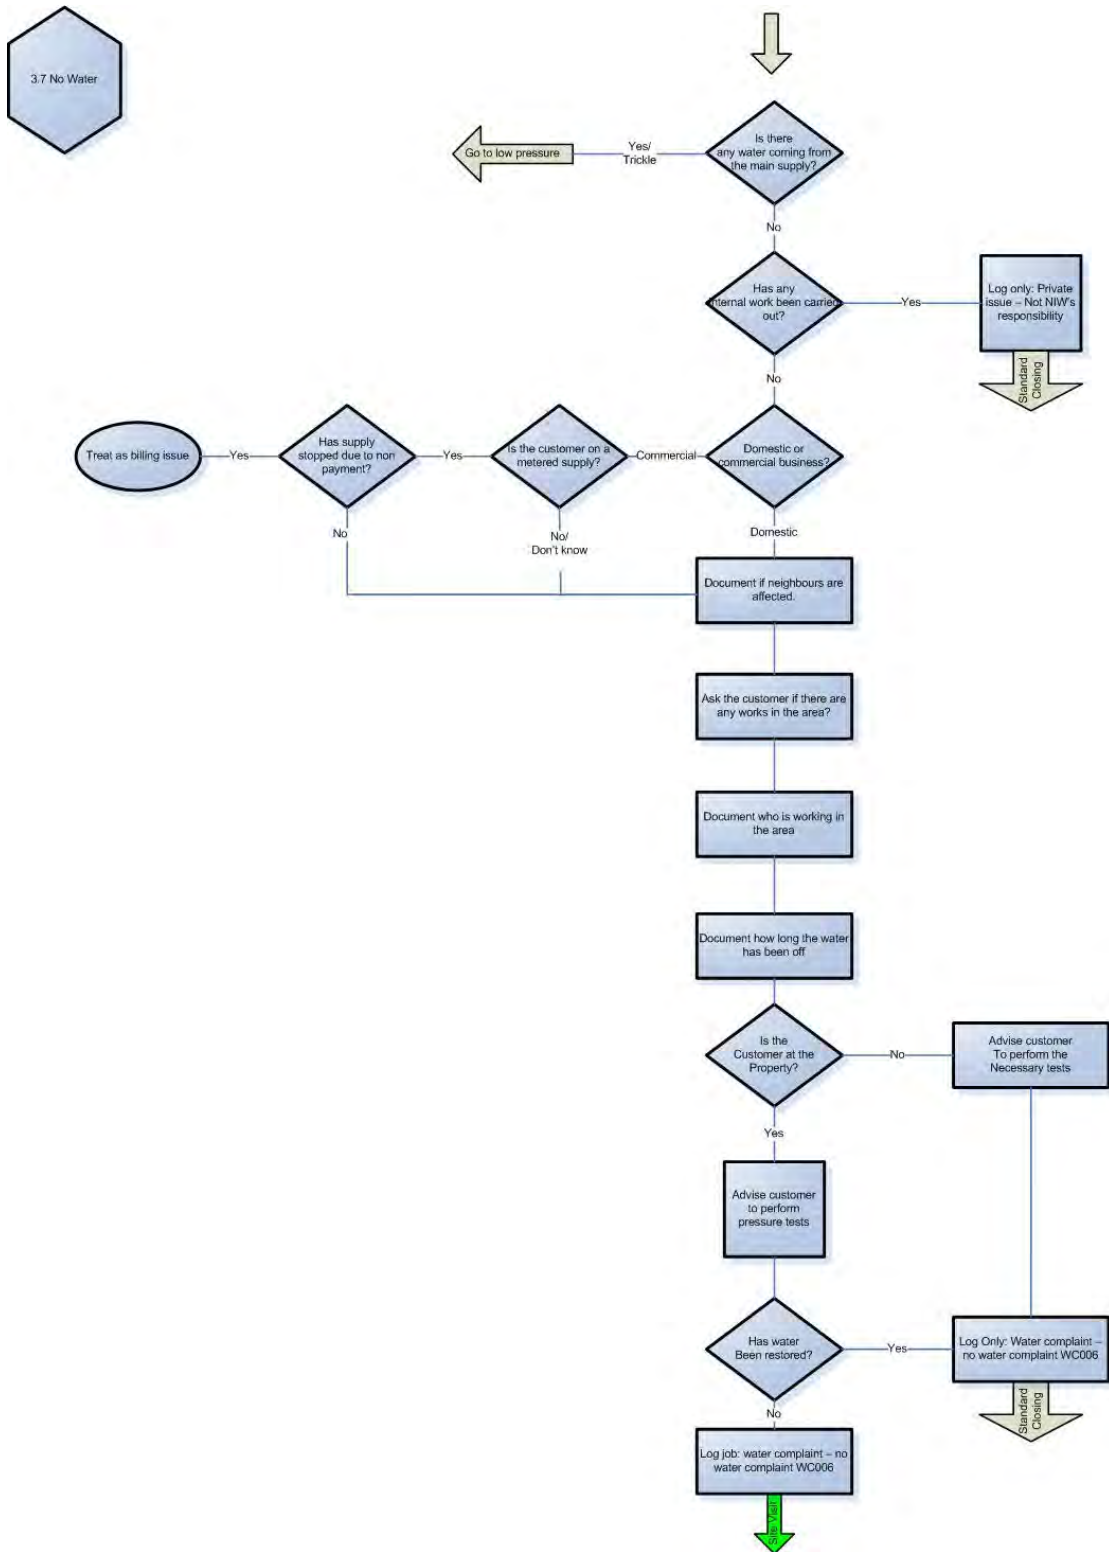 3.7 No Water
Is there
any water coming from
the main supply?
Yes/
Trickle
Go to low pressure
No
Has any
internal work been carried
out?
Yes
Log only: Private
issue – Not NIW's
responsibility
Standard
Closing
No
Domestic or
commercial business?
Commercial
Is the customer on a
metered supply?
Yes
Has supply
stopped due to non
payment?
Yes
Treat as billing issue
No
No/
Don't know
Domestic
Document if neighbours are
affected.
Ask the customer if there are
any works in the area?
Document who is working in
the area
Document how long the water
has been off
Is the
Customer at the
Property?
No
Advise customer
To perform the
Necessary tests
Yes
Advise customer
to perform
pressure tests
Has water
Been restored?
Yes
Log Only: Water complaint –
no water complaint WC006
Standard
Closing
No
Log job: water complaint – no
water complaint WC006
Site Visit